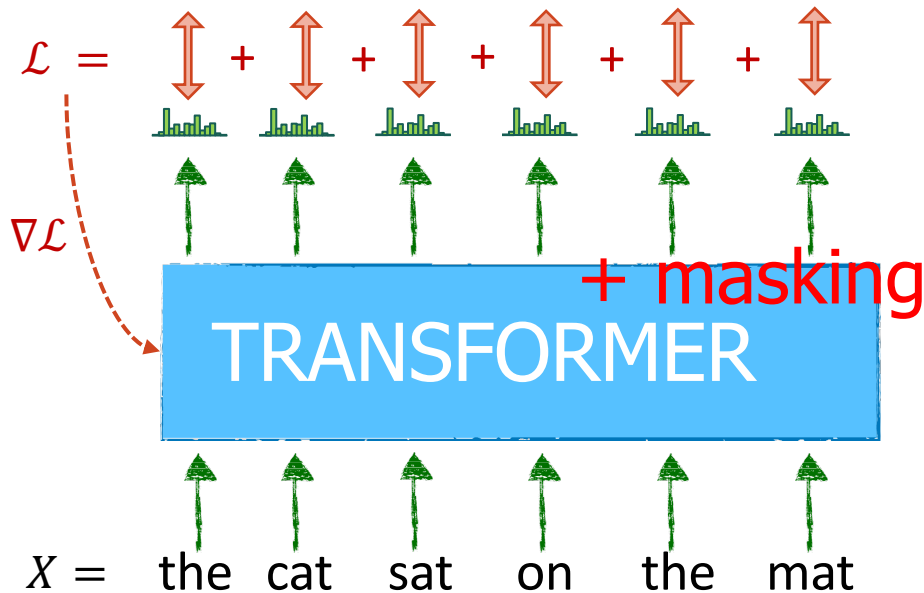 ℒ = + + + + +
∇ℒ
+ masking
TRANSFORMER
X = the cat sat on the mat